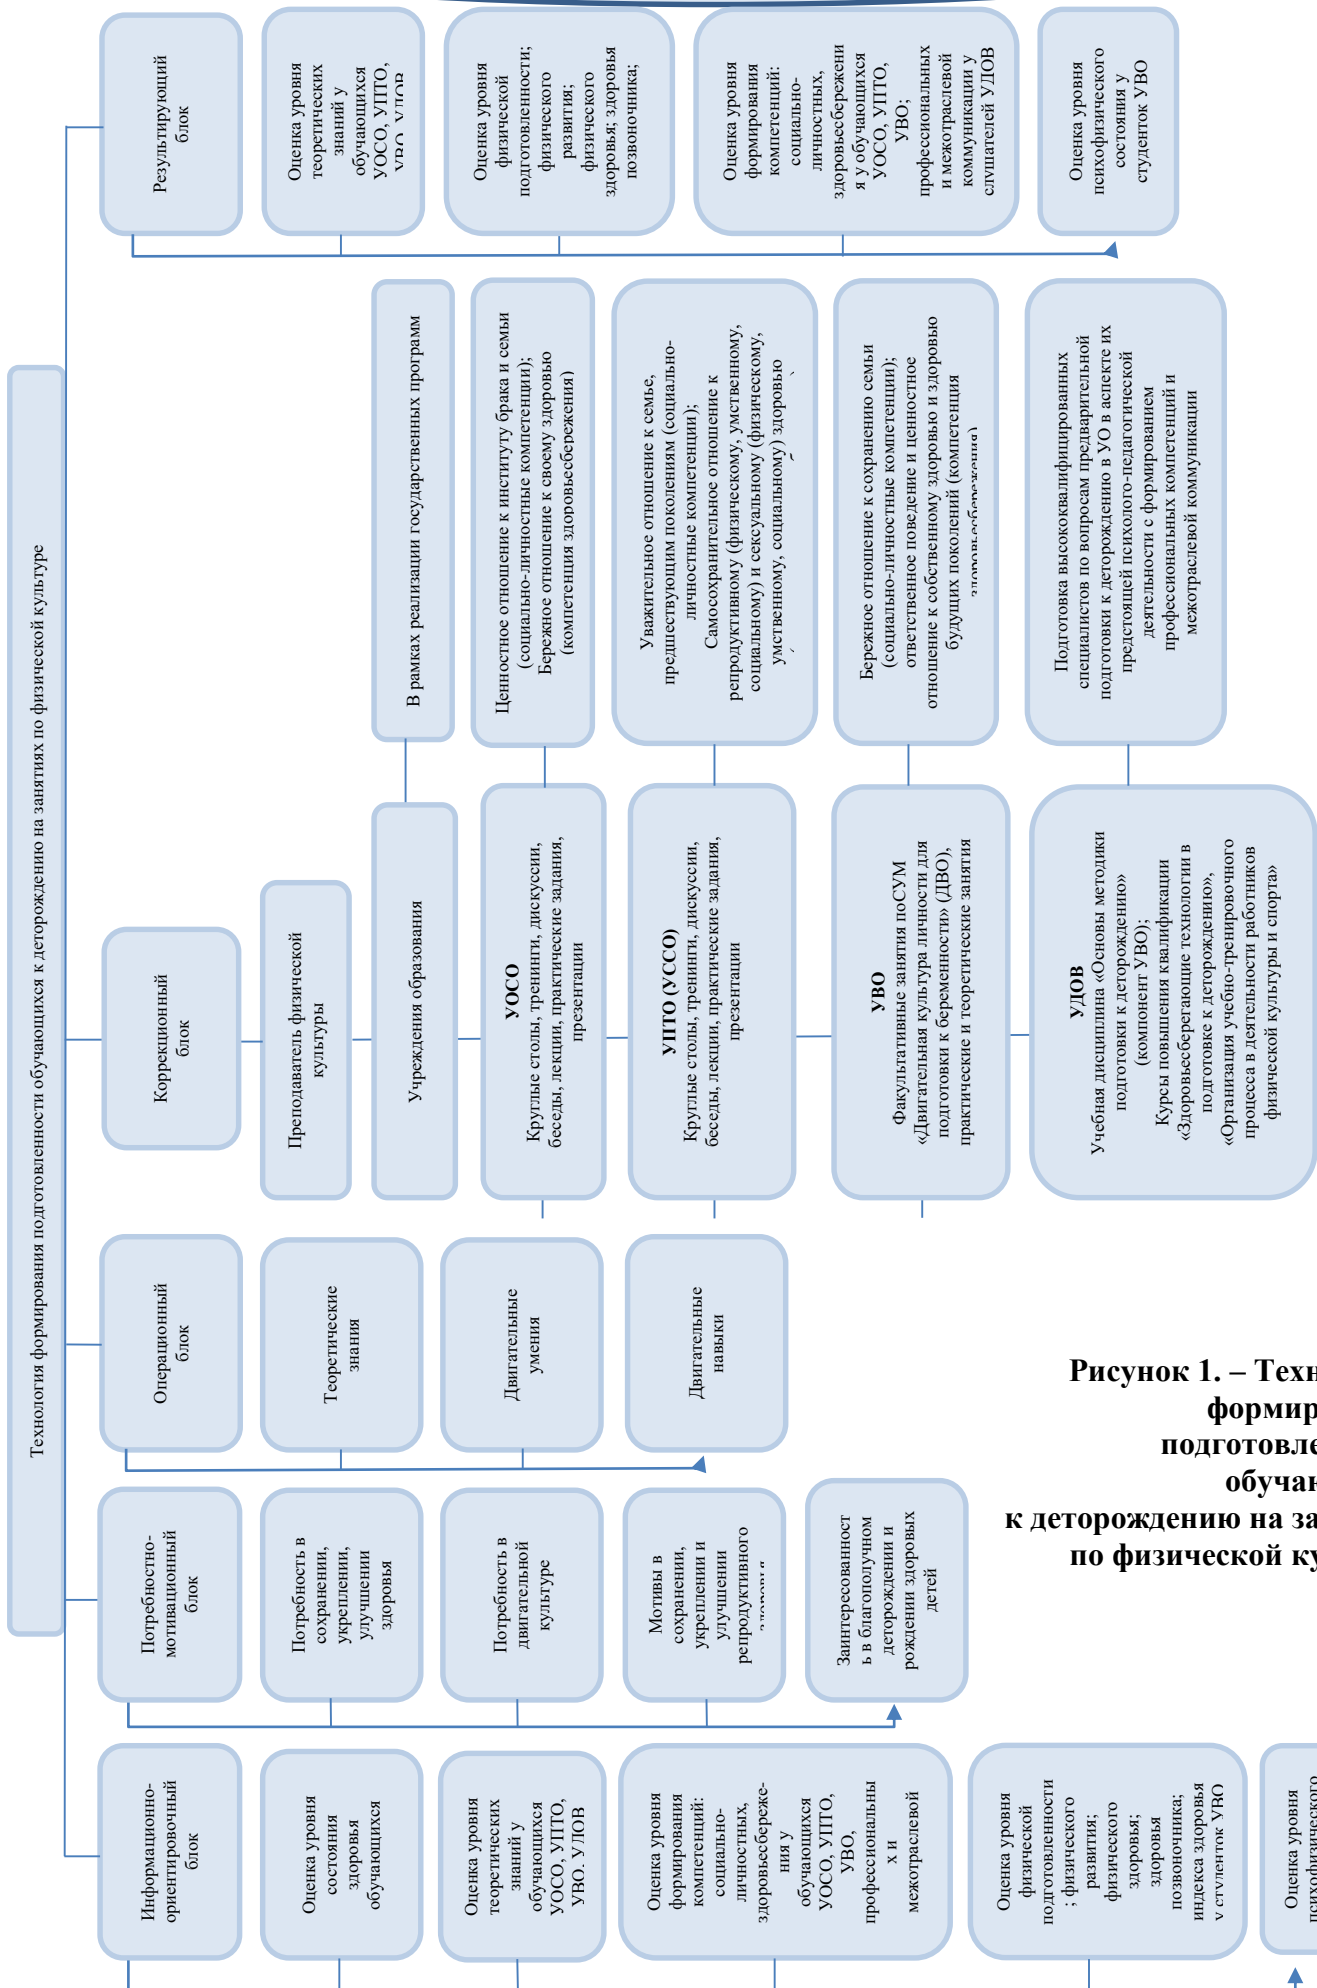 Технология формирования подготовленности обучающихся к деторождению на занятиях по физической культуре
Информационно-
ориентировочный
блок
Оценка уровня
состояния
здоровья
обучающихся
Оценка уровня
теоретических
знаний у
обучающихся
УОСО, УПТО,
УВО. УДОВ
Оценка уровня
формирования
компетенций:
социально-
личностных,
здоровьесбереже-
ния у
обучающихся
УОСО, УПТО,
УВО,
профессиональны
х и
межотраслевой
Оценка уровня
физической
подготовленности
; физического
развития;
физического
здоровья;
здоровья
позвоночника;
индекса здоровья
у студенток УВО
Оценка уровня
психофизического
Потребностно-
мотивационный
блок
Потребность в
сохранении,
укреплении,
улучшении
здоровья
Потребность в
двигательной
культуре
Мотивы в
сохранении,
укреплении и
улучшении
репродуктивного
Заинтересованност
ь в благополучном
деторождении и
рождении здоровых
детей
Операционный
блок
Теоретические
знания
Двигательные
умения
Двигательные
навыки
Коррекционный
блок
Преподаватель физической
культуры
Учреждения образования
УОСО
Круглые столы, тренинги, дискуссии,
беседы, лекции, практические задания,
презентации
УПТО (УССО)
Круглые столы, тренинги, дискуссии,
беседы, лекции, практические задания,
презентации
УВО
Факультативные занятия поСУМ
«Двигательная культура личности для
подготовки к беременности» (ДВО),
практические и теоретические занятия
УДОВ
Учебная дисциплина «Основы методики
подготовки к деторождению»
(компонент УВО);
Курсы повышения квалификации
«Здоровьесберегающие технологии в
подготовке к деторождению»,
«Организация учебно-тренировочного
процесса в деятельности работников
физической культуры и спорта»
В рамках реализации государственных программ
Ценностное отношение к институту брака и семьи
(социально-личностные компетенции);
Бережное отношение к своему здоровью
(компетенция здоровьесбережения)
Уважительное отношение к семье,
предшествующим поколениям (социально-
личностные компетенции);
Самосохранительное отношение к
репродуктивному (физическому, умственному,
социальному) и сексуальному (физическому,
умственному, социальному) здоровью
Бережное отношение к сохранению семьи
(социально-личностные компетенции);
ответственное поведение и ценностное
отношение к собственному здоровью и здоровью
будущих поколений (компетенция
здоровьесбережения)
Подготовка высококвалифицированных
специалистов по вопросам предварительной
подготовки к деторождению в УО в аспекте их
предстоящей психолого-педагогической
деятельности с формированием
профессиональных компетенций и
межотраслевой коммуникации
Результирующий
блок
Оценка уровня
теоретических
знаний у
обучающихся
УОСО, УПТО,
УВО, УДОВ
Оценка уровня
физической
подготовленности;
физического
развития;
физического
здоровья; здоровья
позвоночника;
Оценка уровня
формирования
компетенций:
социально-
личностных,
здоровьесбережени
я у обучающихся
УОСО, УПТО,
УВО;
профессиональных
и межотраслевой
коммуникации у
слушателей УДОВ
Оценка уровня
психофизического
состояния у
студенток УВО
Рисунок 1. – Техн
формир
подготовле
обучаю
к деторождению на за
по физической ку